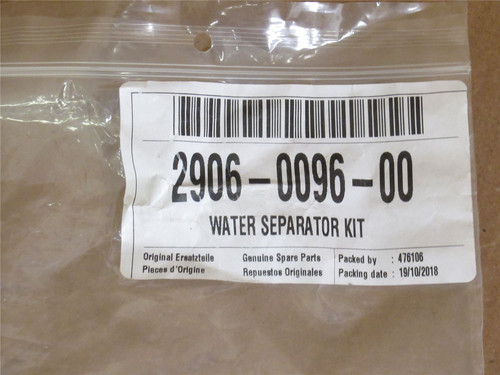 2906-0096-00
WATER SEPARATOR KIT
Original Ersatzteile Genuine Spare Parts Packed by : 476106
Pieces d'Origine Repuestos Originales Packing date : 19/10/2018